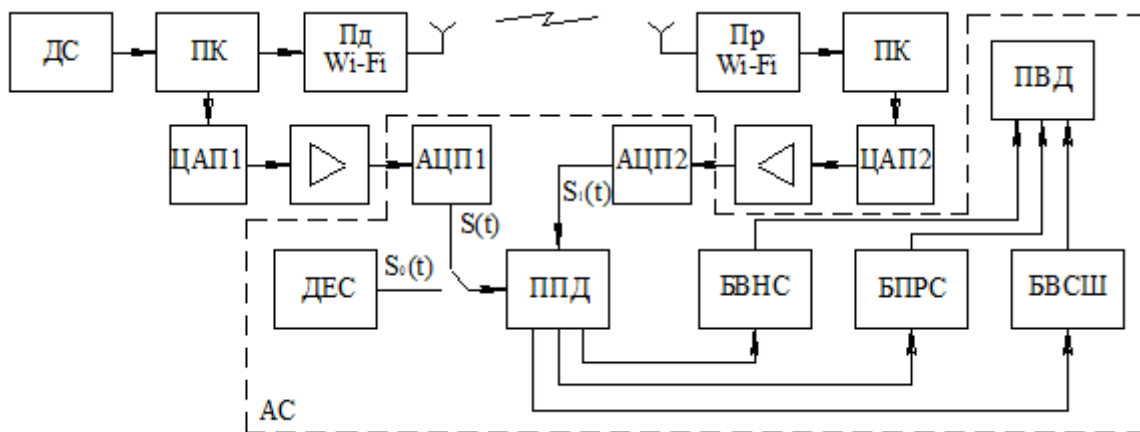 ДС
ПК
Пд
Wi-Fi
Пр
Wi-Fi
ПК
ПВД
ЦАП1
АЦП1
АЦП2
ЦАП2
S₁(t)
S(t)
S₀(t)
ДЕС
ППД
БВНС
БПРС
БВСШ
АС